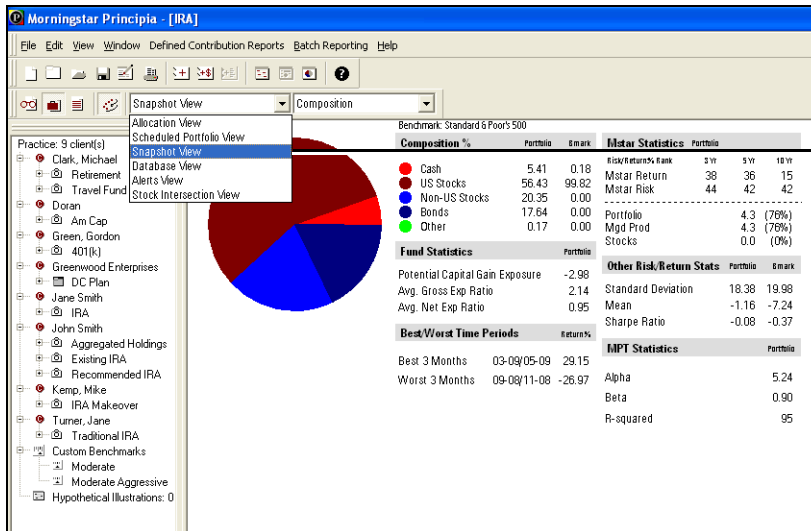 Morningstar Principia - [IRA]
File Edit View Window Defined Contribution Reports Batch Reporting Help
Snapshot View Composition
Allocation View
Scheduled Portfolio View
Snapshot View
Database View
Alerts View
Stock Intersection View
Practice: 9 client(s)
Clark, Michael
Retirement
Travel Fund
Doran
Am Cap
Green, Gordon
401(k)
Greenwood Enterprises
DC Plan
Jane Smith
IRA
John Smith
Aggregated Holdings
Existing IRA
Recommended IRA
Kemp, Mike
IRA Makeover
Turner, Jane
Traditional IRA
Custom Benchmarks
Moderate
Moderate Aggressive
Hypothetical Illustrations: 0
Benchmark: Standard & Poor's 500
Composition % Portfolio Bmark
Cash 5.41 0.18
US Stocks 56.43 99.82
Non-US Stocks 20.35 0.00
Bonds 17.64 0.00
Other 0.17 0.00
Fund Statistics Portfolio
Potential Capital Gain Exposure -2.98
Avg. Gross Exp Ratio 2.14
Avg. Net Exp Ratio 0.95
Best/Worst Time Periods Return%
Best 3 Months 03-09/05-09 29.15
Worst 3 Months 09-08/11-08 -26.97
Mstar Statistics Portfolio
Risk/Return% Rank 3 Yr 5 Yr 10 Yr
Mstar Return 38 36 15
Mstar Risk 44 42 42
Portfolio 4.3 (76%)
Mgd Prod 4.3 (76%)
Stocks 0.0 (0%)
Other Risk/Return Stats Portfolio Bmark
Standard Deviation 18.38 19.98
Mean -1.16 -7.24
Sharpe Ratio -0.08 -0.37
MPT Statistics Portfolio
Alpha 5.24
Beta 0.90
R-squared 95